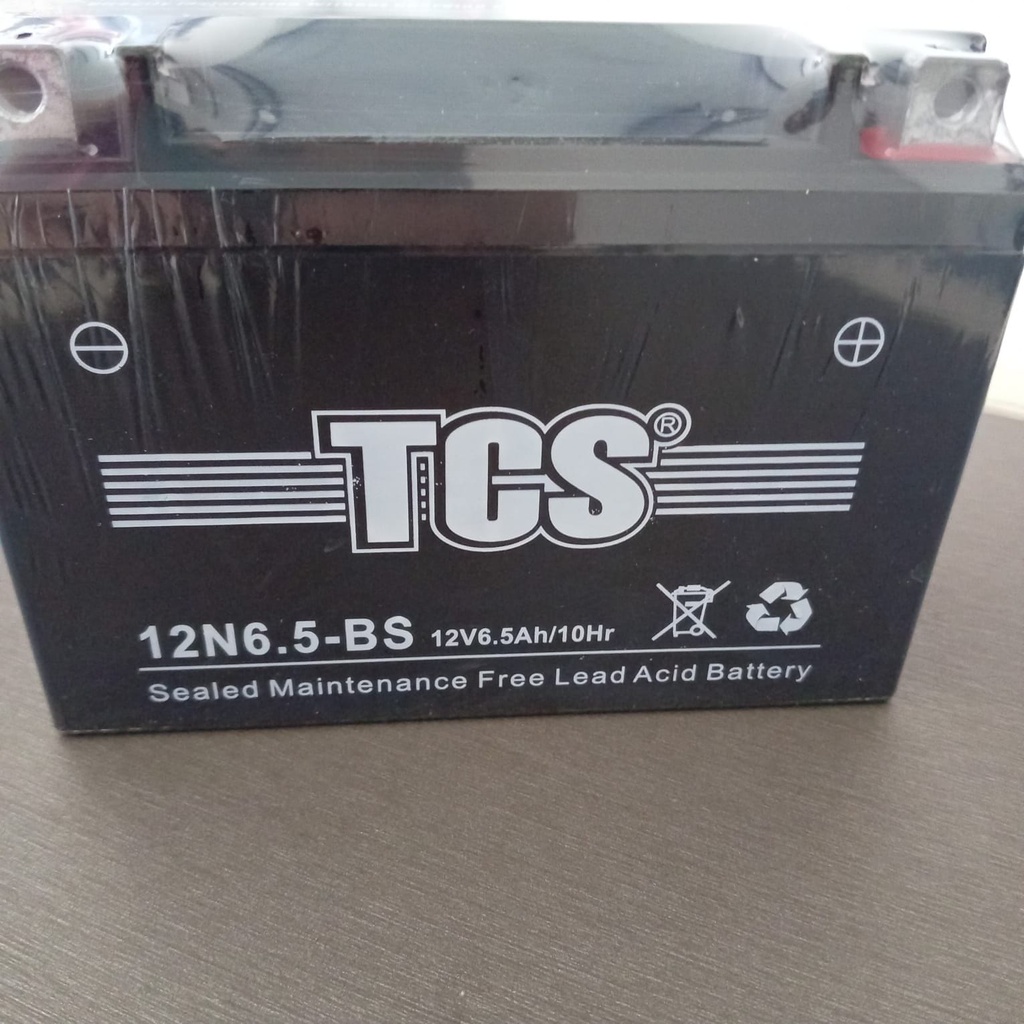 TCS®
12N6.5-BS 12V6.5Ah/10Hr
Sealed Maintenance Free Lead Acid Battery